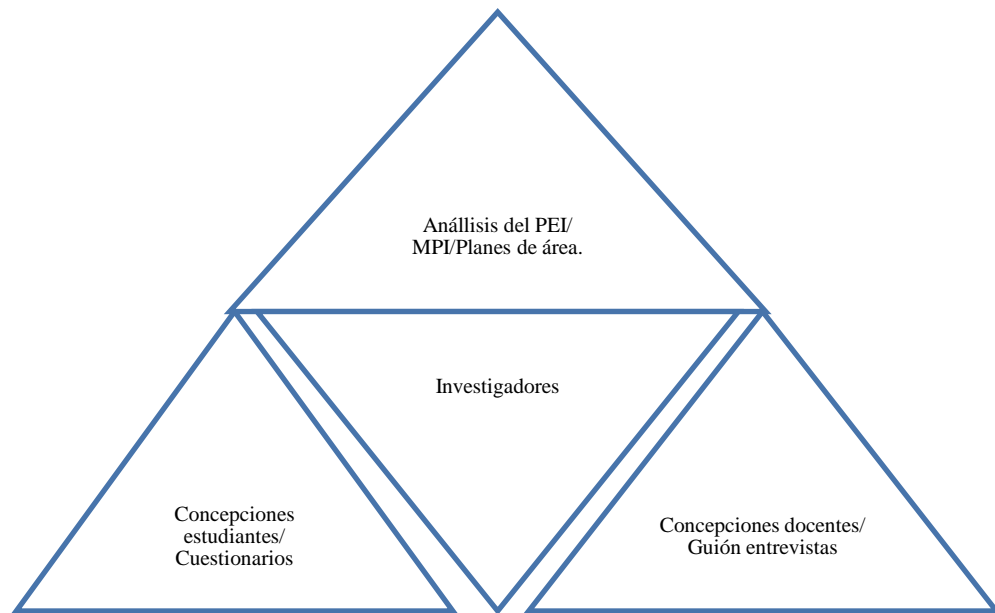 Anállisis del PEI/
MPI/Planes de área.
Investigadores
Concepciones
estudiantes/
Cuestionarios
Concepciones docentes/
Guión entrevistas